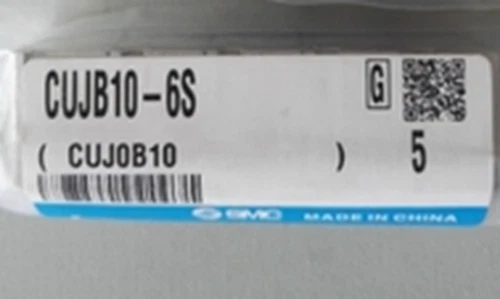 CUJB10-6S G
( CUJ0B10 ) 5
SMC MADE IN CHINA